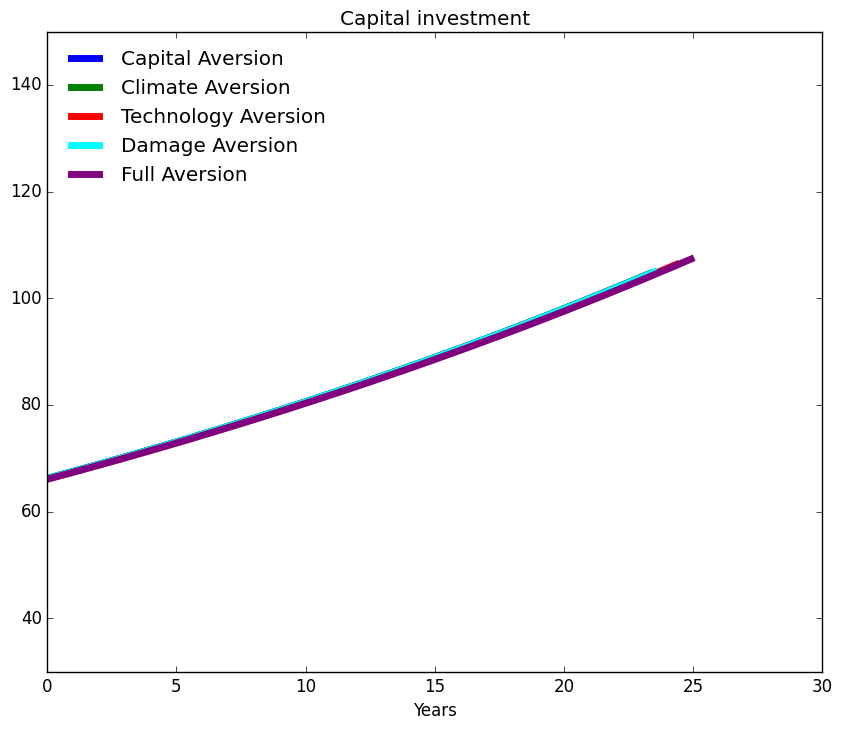 Capital investment
Capital Aversion
Climate Aversion
Technology Aversion
Damage Aversion
Full Aversion
140
120
100
80
60
40
0 5 10 15 20 25 30
Years